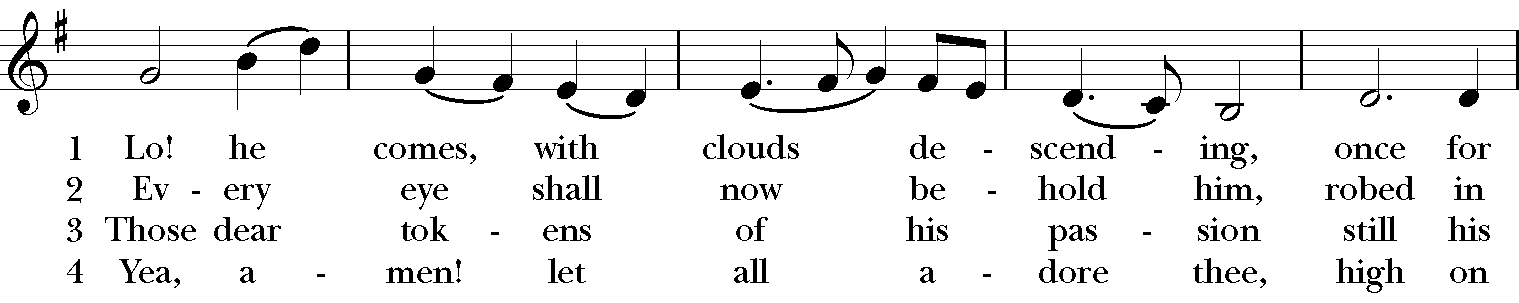 1 Lo! he comes, with clouds de - scend - ing, once for
2 Ev - ery eye shall now be - hold him, robed in
3 Those dear tok - ens of his pas - sion still his
4 Yea, a - men! let all a - dore thee, high on